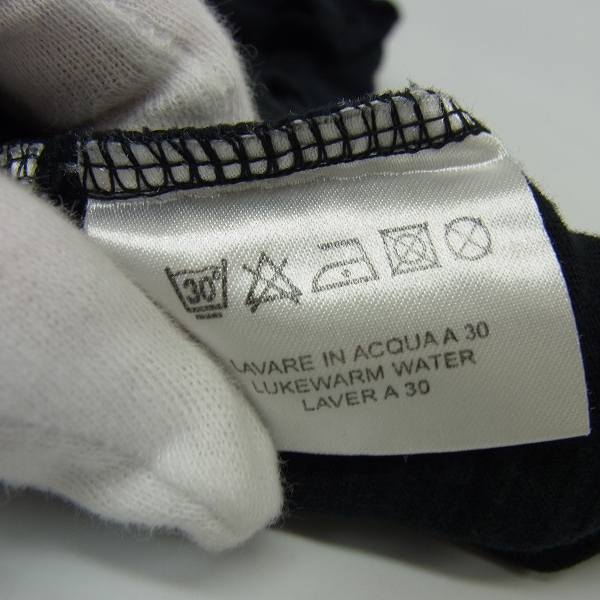 30°
LAVARE IN ACQUA A 30
LUKEWARM WATER
LAVER A 30